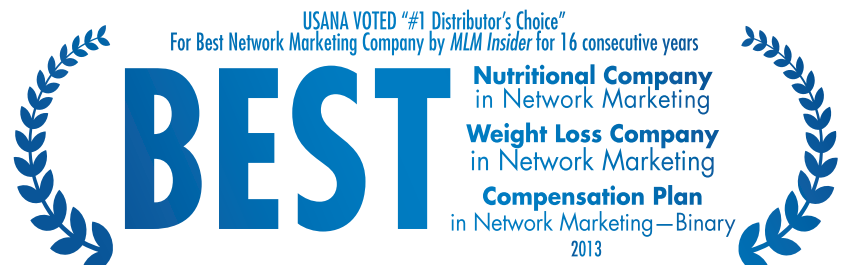 USANA VOTED “#1 Distributor’s Choice”
For Best Network Marketing Company by MLM Insider for 16 consecutive years
BEST
Nutritional Company
in Network Marketing
Weight Loss Company
in Network Marketing
Compensation Plan
in Network Marketing—Binary
2013